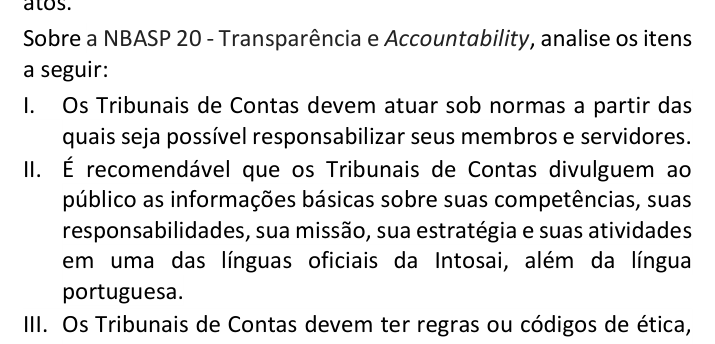 atos.
Sobre a NBASP 20 - Transparência e Accountability, analise os itens
a seguir:
I. Os Tribunais de Contas devem atuar sob normas a partir das
quais seja possível responsabilizar seus membros e servidores.
II. É recomendável que os Tribunais de Contas divulguem ao
público as informações básicas sobre suas competências, suas
responsabilidades, sua missão, sua estratégia e suas atividades
em uma das línguas oficiais da Intosai, além da língua
portuguesa.
III. Os Tribunais de Contas devem ter regras ou códigos de ética,